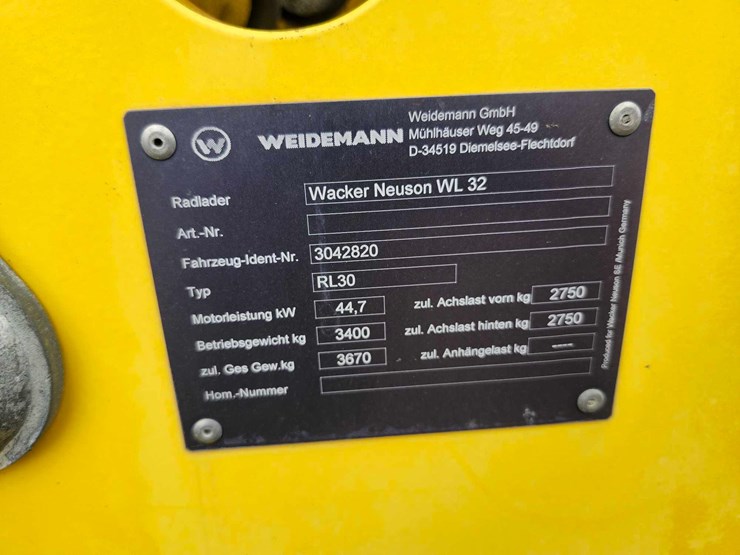 W WEIDEMANN
Weidemann GmbH
Mühlhäuser Weg 45-49
D-34519 Diemelsee-Flechtdorf
Radlader Wacker Neuson WL 32
Art.-Nr.
Fahrzeug-Ident-Nr. 3042820
Typ RL30
Motorleistung kW 44,7 zul. Achslast vorn kg 2750
Betriebsgewicht kg 3400 zul. Achslast hinten kg 2750
zul. Ges Gew.kg 3670 zul. Anhängelast kg ----
Hom.-Nummer
Produced for Wacker Neuson SE /Munich Germany